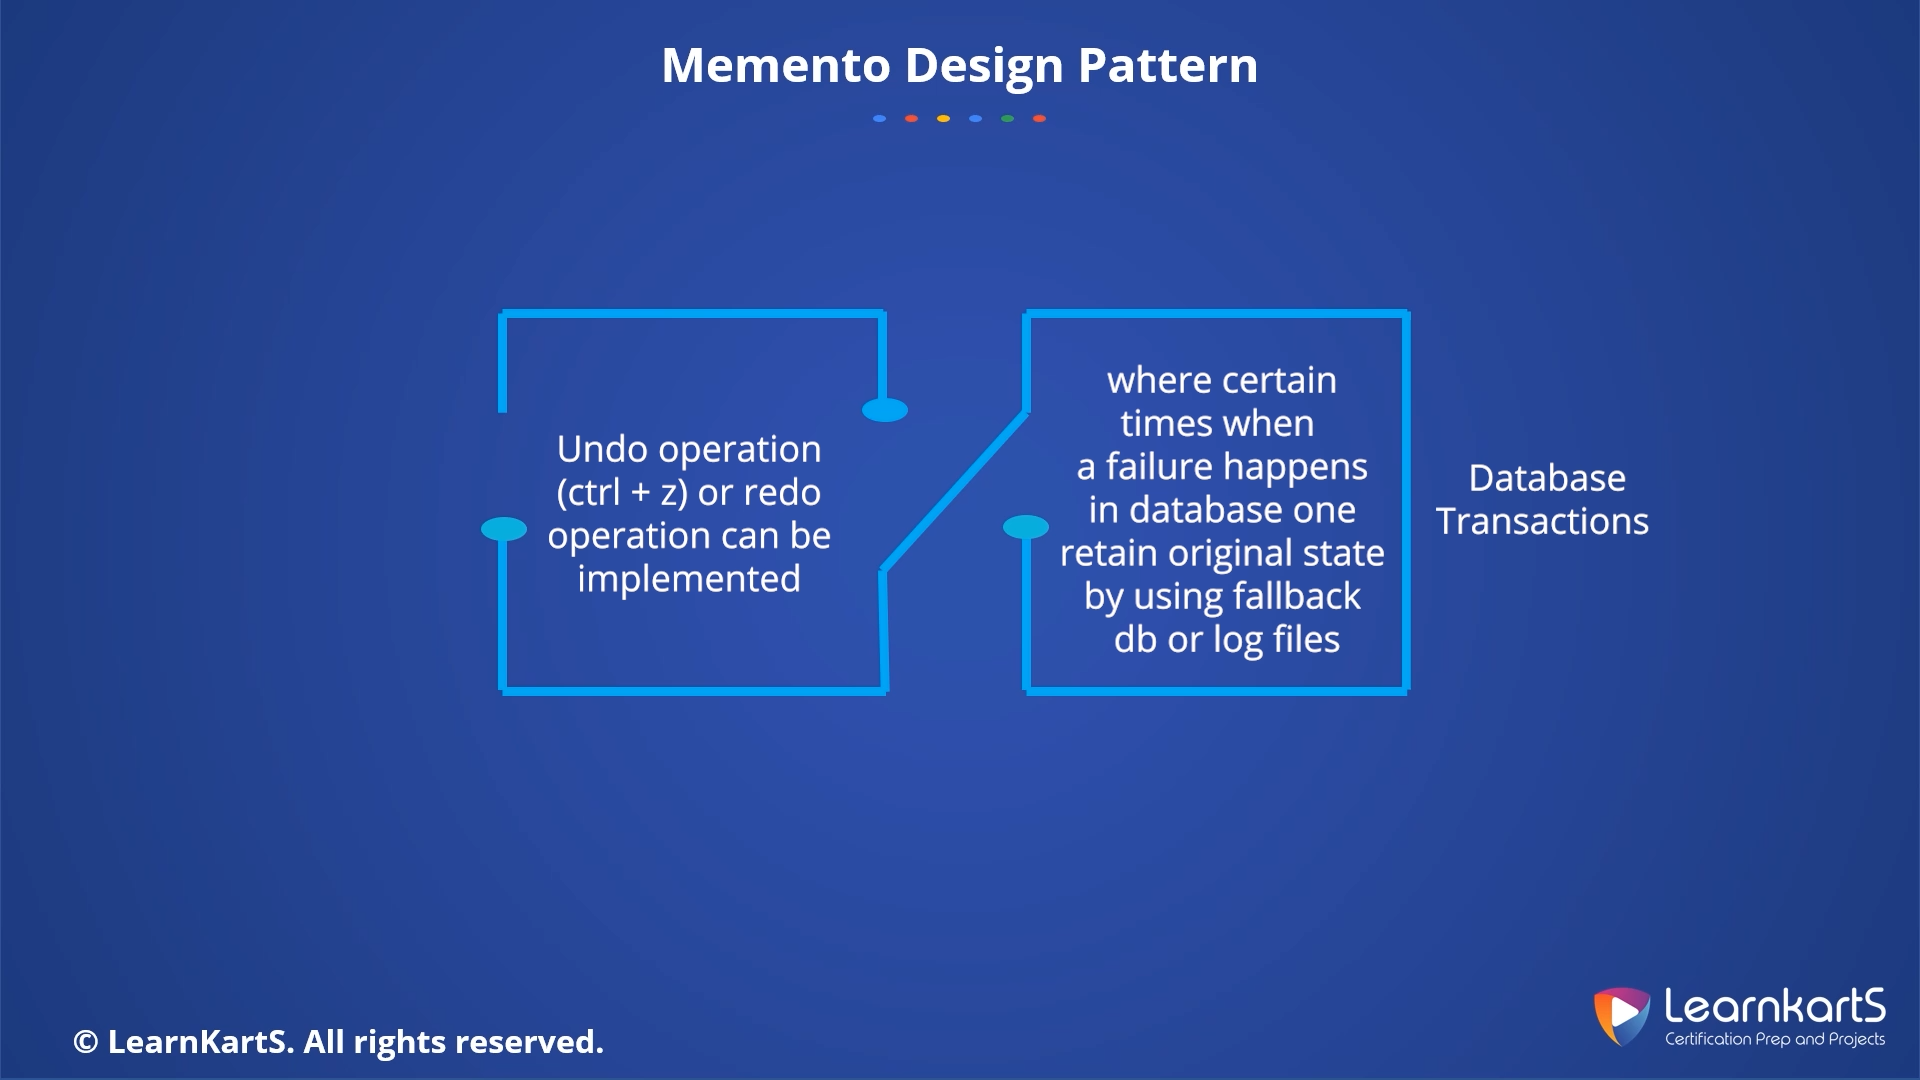 Memento Design Pattern
Undo operation
(ctrl + z) or redo
operation can be
implemented
where certain
times when
a failure happens
in database one
retain original state
by using fallback
db or log files
Database
Transactions
© LearnKartS. All rights reserved.
LearnkartS
Certification Prep and Projects